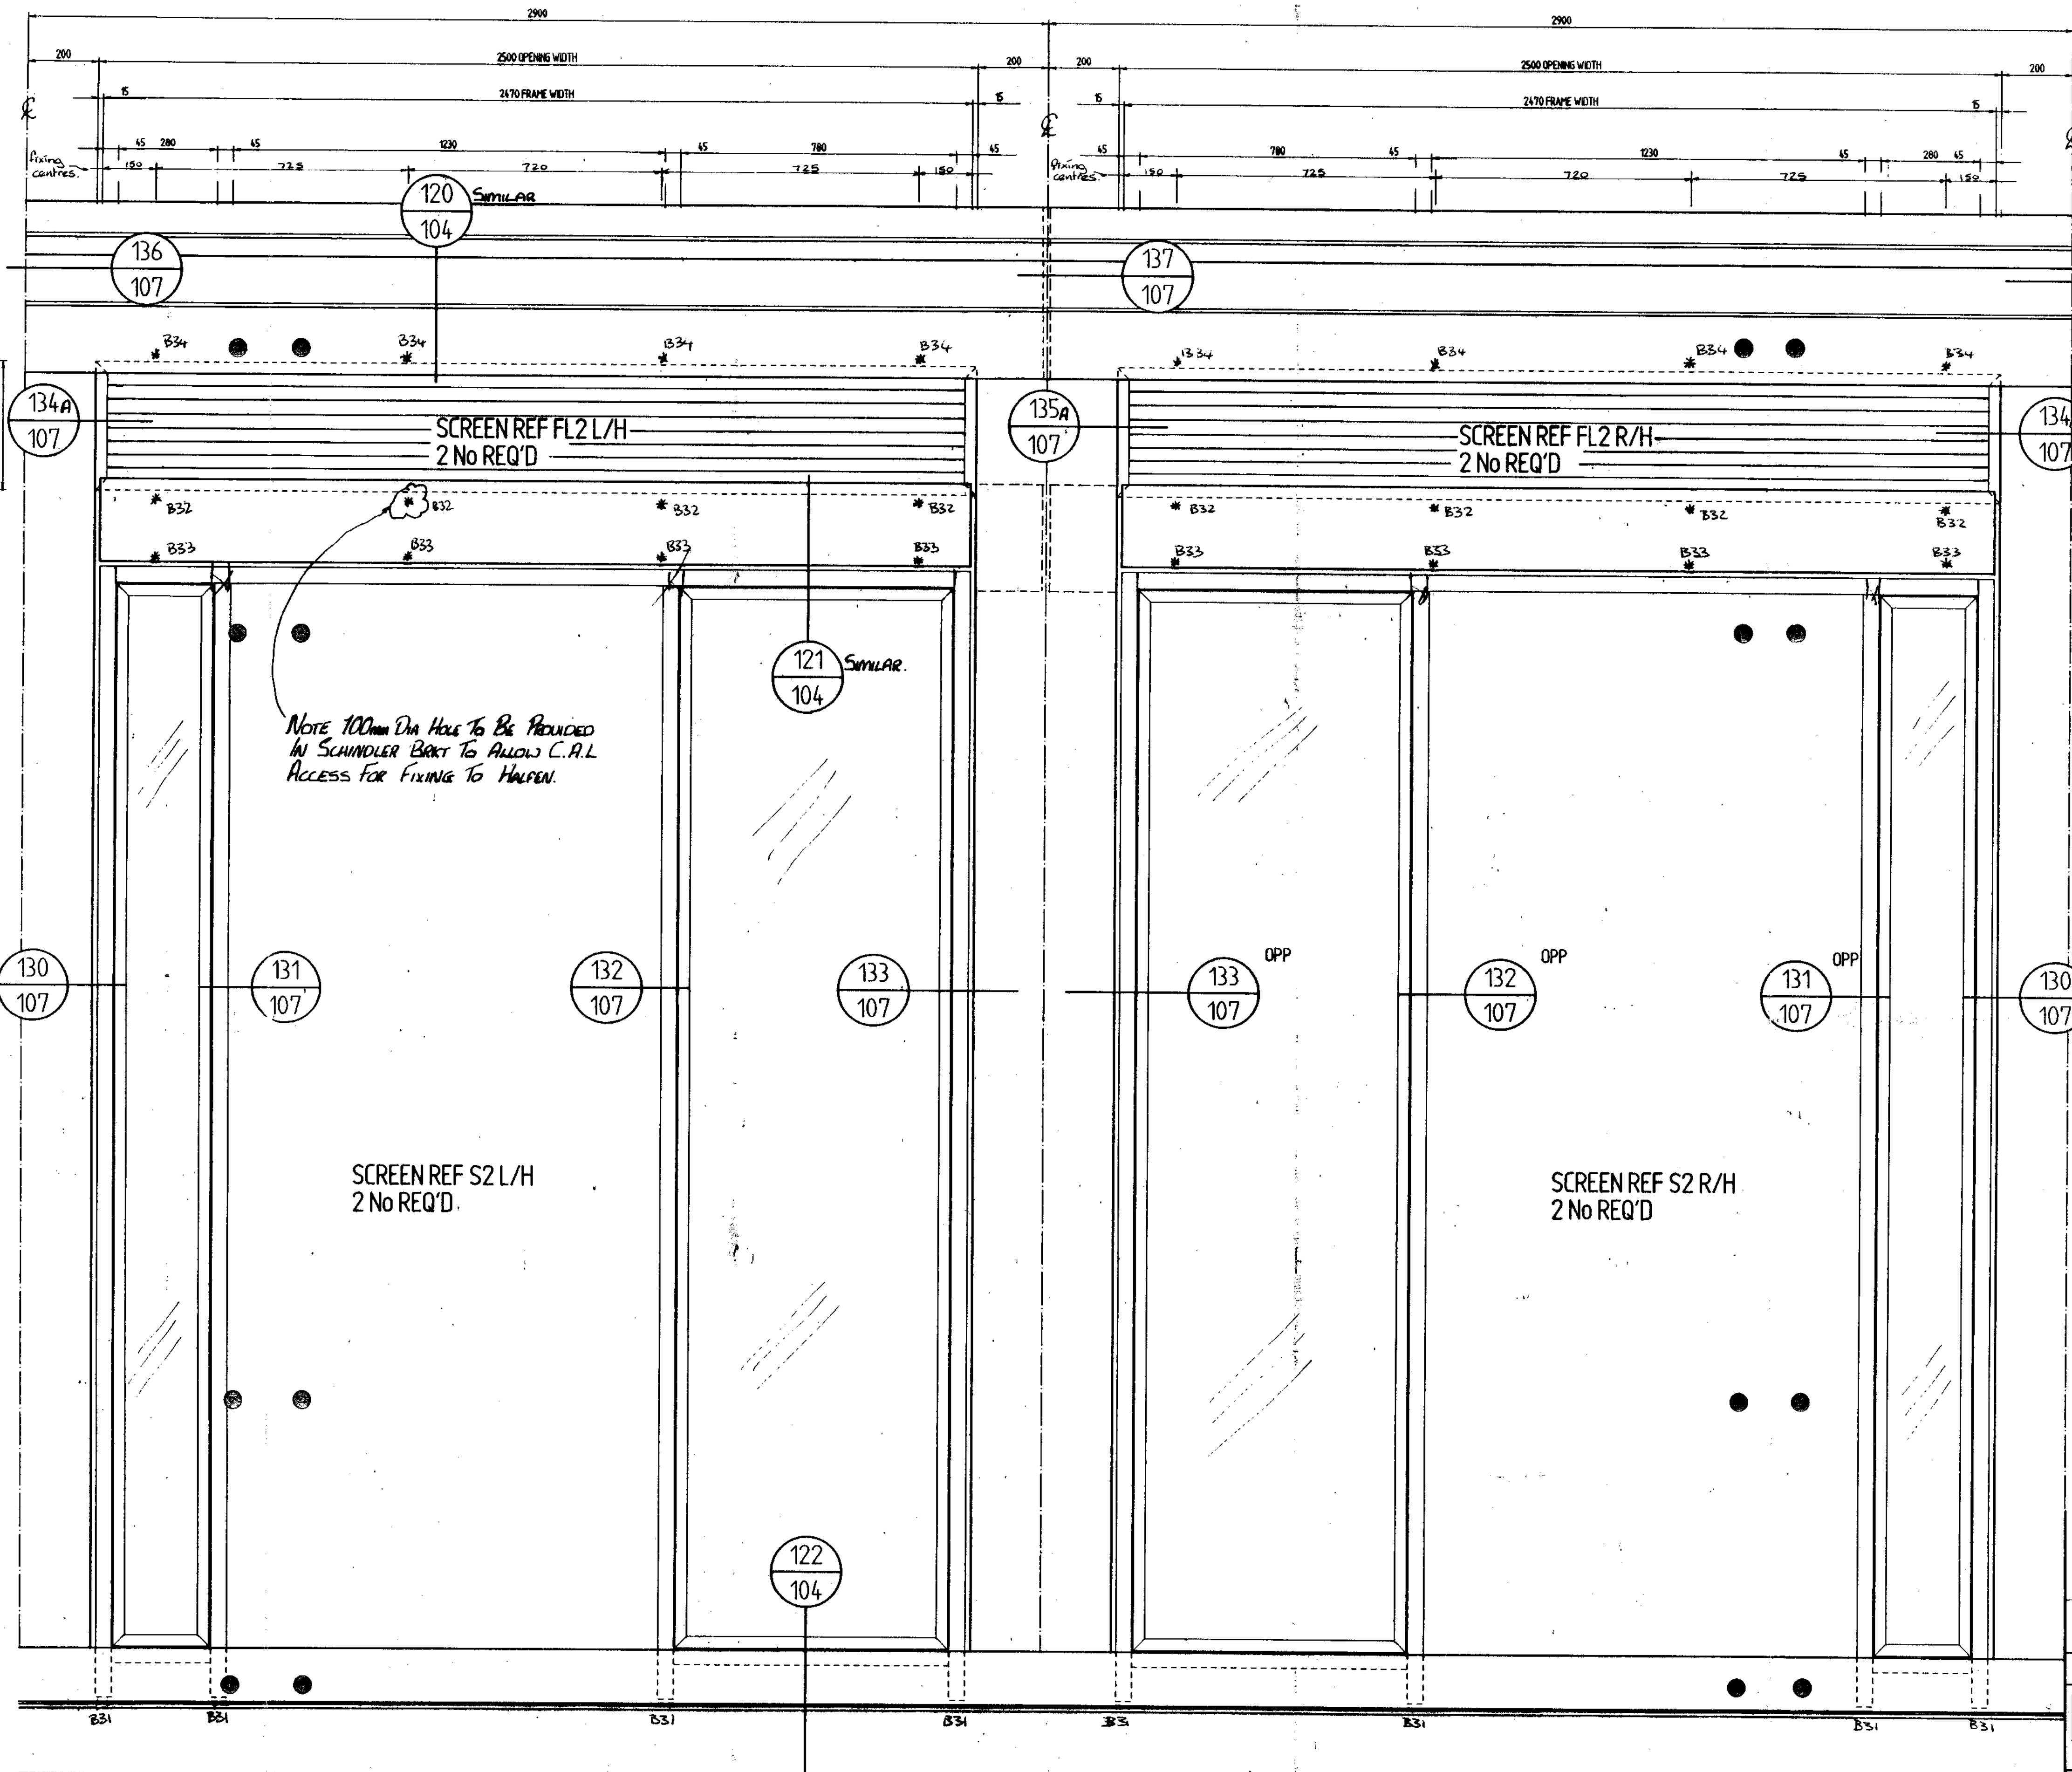 2900
2900
200
2500 OPENING WIDTH
200
200
2500 OPENING WIDTH
200
15
2470 FRAME WIDTH
15
15
2470 FRAME WIDTH
15
45 280
45
1230
45
780
45
45
780
45
1230
45
280 45
fixing
centres.
150
725
720
725
150
fixing
centres.
150
725
720
725
150
120
104
SIMILAR
136
107
137
107
B34
B34
B34
B34
B34
B34
B34
B34
134A
107
SCREEN REF FL2 L/H
2 No REQ'D
135A
107
SCREEN REF FL2 R/H
2 No REQ'D
134
107
B32
B32
B32
B32
B32
B32
B32
B32
B33
B33
B33
B33
B33
B33
B33
B33
121
104
SIMILAR.
NOTE 100mm DIA HOLE TO BE PROVIDED
IN SCHINDLER BRKT TO ALLOW C.A.L
ACCESS FOR FIXING TO HALFEN.
130
107
131
107
132
107
133
107
133
107
OPP
132
107
OPP
131
107
OPP
130
107
SCREEN REF S2 L/H
2 No REQ'D.
SCREEN REF S2 R/H
2 No REQ'D
122
104
B31
B31
B31
B31
B31
B31
B31
B31